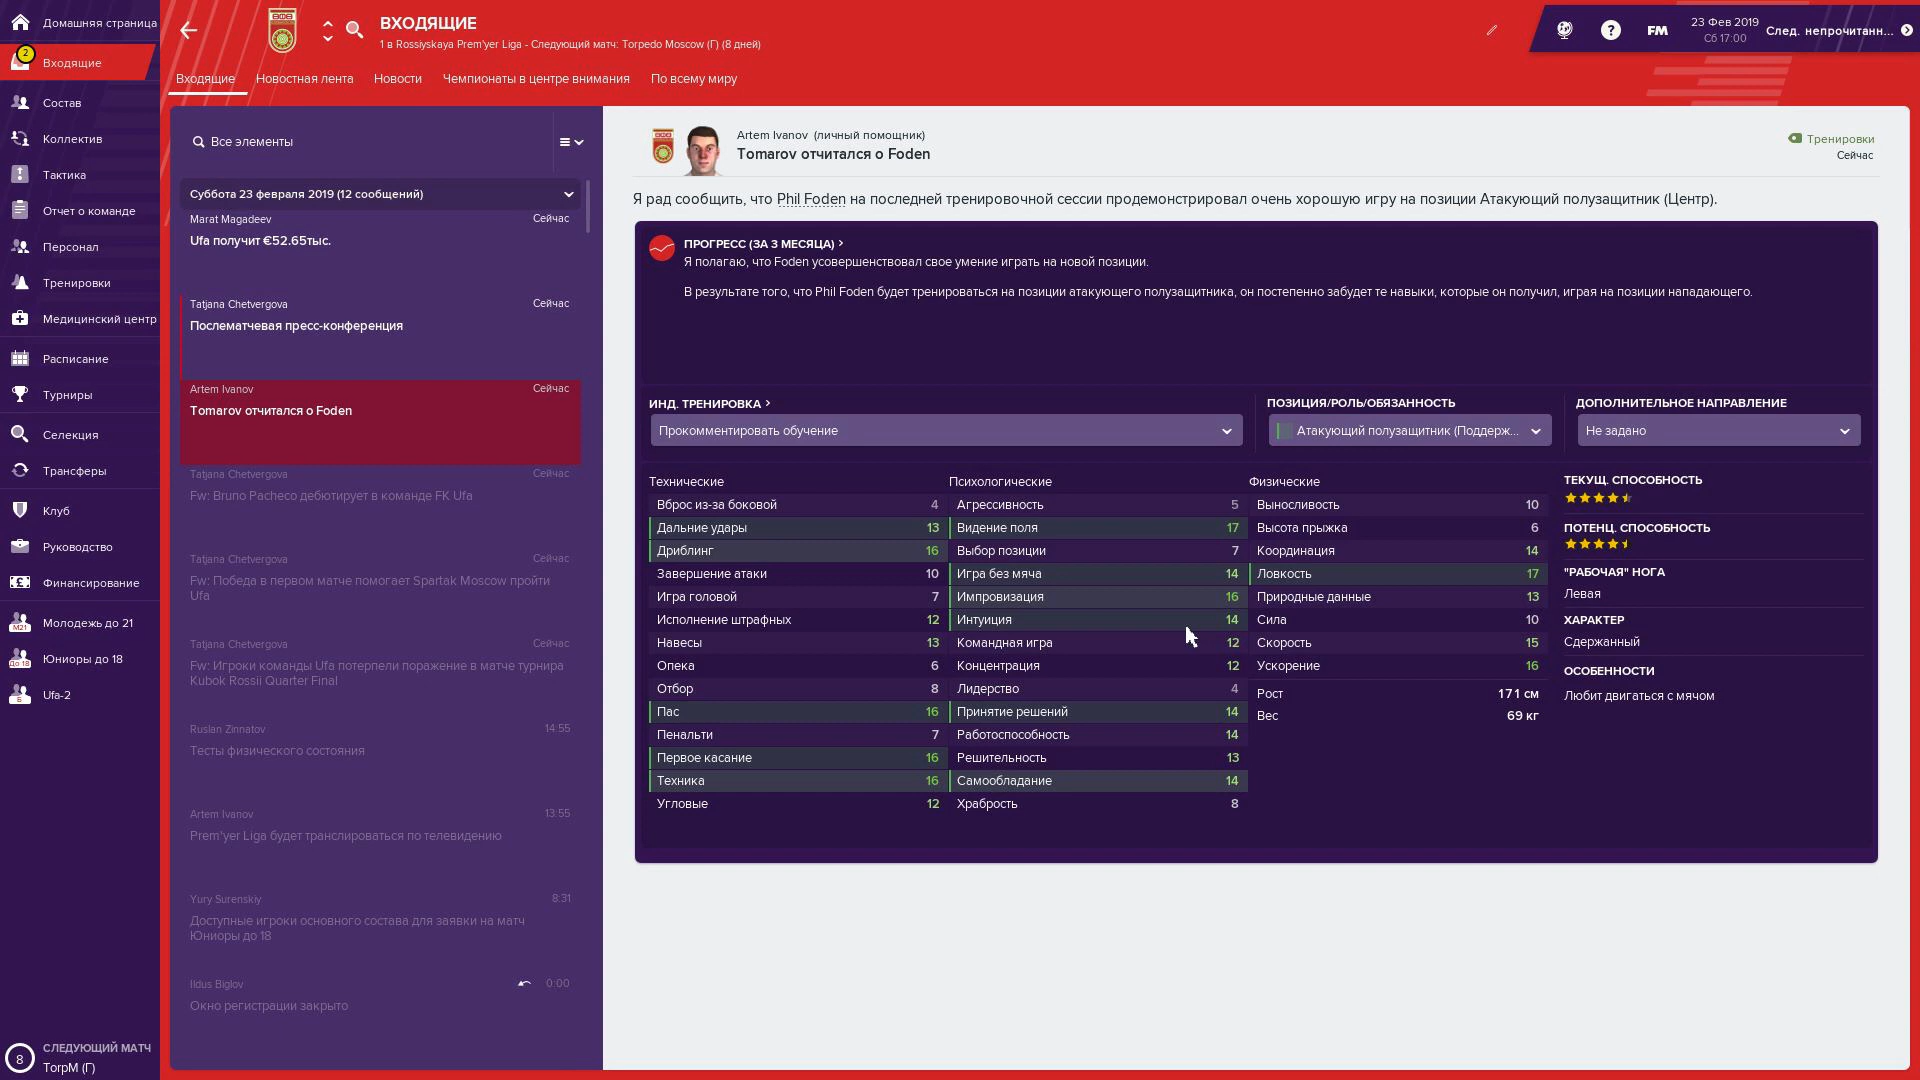 Домашняя страница
2
Входящие
Состав
Коллектив
Тактика
Отчет о команде
Персонал
Тренировки
Медицинский центр
Расписание
Турниры
Селекция
Трансферы
Клуб
Руководство
Финансирование
М21
Молодежь до 21
До 18
Юниоры до 18
Б
Ufa-2
8
СЛЕДУЮЩИЙ МАТЧ
TorpM (Г)
ВХОДЯЩИЕ
1 в Rossiyskaya Prem'yer Liga - Следующий матч: Torpedo Moscow (Г) (8 дней)
?
FM
23 Фев 2019
Сб 17:00
След. непрочитанн...
Входящие
Новостная лента
Новости
Чемпионаты в центре внимания
По всему миру
Все элементы
Суббота 23 февраля 2019 (12 сообщений)
Marat Magadeev
Сейчас
Ufa получит €52.65тыс.
Tatjana Chetvergova
Сейчас
Послематчевая пресс-конференция
Artem Ivanov
Сейчас
Tomarov отчитался о Foden
Tatjana Chetvergova
Сейчас
Fw: Bruno Pacheco дебютирует в команде FK Ufa
Tatjana Chetvergova
Сейчас
Fw: Победа в первом матче помогает Spartak Moscow пройти
Ufa
Tatjana Chetvergova
Сейчас
Fw: Игроки команды Ufa потерпели поражение в матче турнира
Kubok Rossii Quarter Final
Ruslan Zinnatov
14:55
Тесты физического состояния
Artem Ivanov
13:55
Prem'yer Liga будет транслироваться по телевидению
Yury Surenskiy
8:31
Доступные игроки основного состава для заявки на матч
Юниоры до 18
Ildus Biglov
0:00
Окно регистрации закрыто
Artem Ivanov (личный помощник)
Tomarov отчитался о Foden
Тренировки
Сейчас
Я рад сообщить, что Phil Foden на последней тренировочной сессии продемонстрировал очень хорошую игру на позиции Атакующий полузащитник (Центр).
ПРОГРЕСС (ЗА 3 МЕСЯЦА) >
Я полагаю, что Foden усовершенствовал свое умение играть на новой позиции.
В результате того, что Phil Foden будет тренироваться на позиции атакующего полузащитника, он постепенно забудет те навыки, которые он получил, играя на позиции нападающего.
ИНД. ТРЕНИРОВКА >
Прокомментировать обучение
ПОЗИЦИЯ/РОЛЬ/ОБЯЗАННОСТЬ
Атакующий полузащитник (Поддерж...
ДОПОЛНИТЕЛЬНОЕ НАПРАВЛЕНИЕ
Не задано
Технические
Вброс из-за боковой 4
Дальние удары 13
Дриблинг 16
Завершение атаки 10
Игра головой 7
Исполнение штрафных 12
Навесы 13
Опека 6
Отбор 8
Пас 16
Пенальти 7
Первое касание 16
Техника 16
Угловые 12
Психологические
Агрессивность 5
Видение поля 17
Выбор позиции 7
Игра без мяча 14
Импровизация 16
Интуиция 14
Командная игра 12
Концентрация 12
Лидерство 4
Принятие решений 14
Работоспособность 14
Решительность 13
Самообладание 14
Храбрость 8
Физические
Выносливость 10
Высота прыжка 6
Координация 14
Ловкость 17
Природные данные 13
Сила 10
Скорость 15
Ускорение 16
Рост 171 см
Вес 69 кг
ТЕКУЩ. СПОСОБНОСТЬ
ПОТЕНЦ. СПОСОБНОСТЬ
"РАБОЧАЯ" НОГА
Левая
ХАРАКТЕР
Сдержанный
ОСОБЕННОСТИ
Любит двигаться с мячом